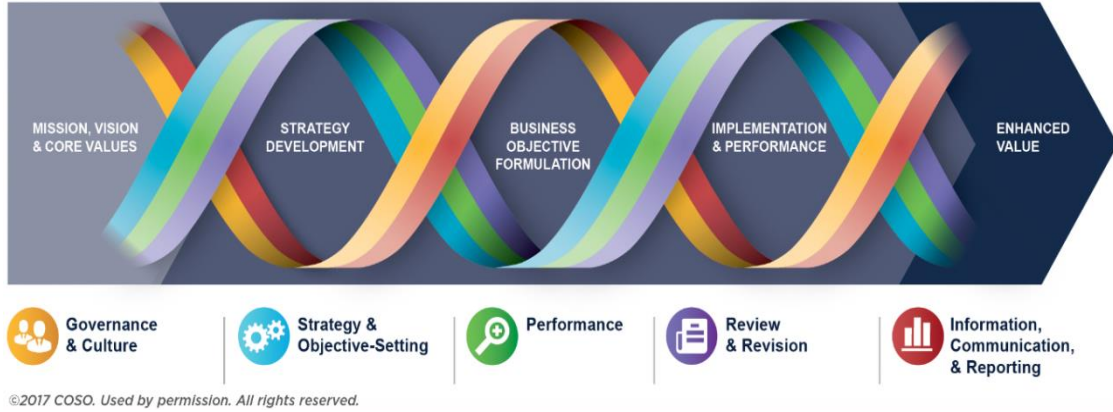 MISSION, VISION
& CORE VALUES
STRATEGY
DEVELOPMENT
BUSINESS
OBJECTIVE
FORMULATION
IMPLEMENTATION
& PERFORMANCE
ENHANCED
VALUE
Governance
& Culture
Strategy &
Objective-Setting
Performance
Review
& Revision
Information,
Communication,
& Reporting
©2017 COSO. Used by permission. All rights reserved.